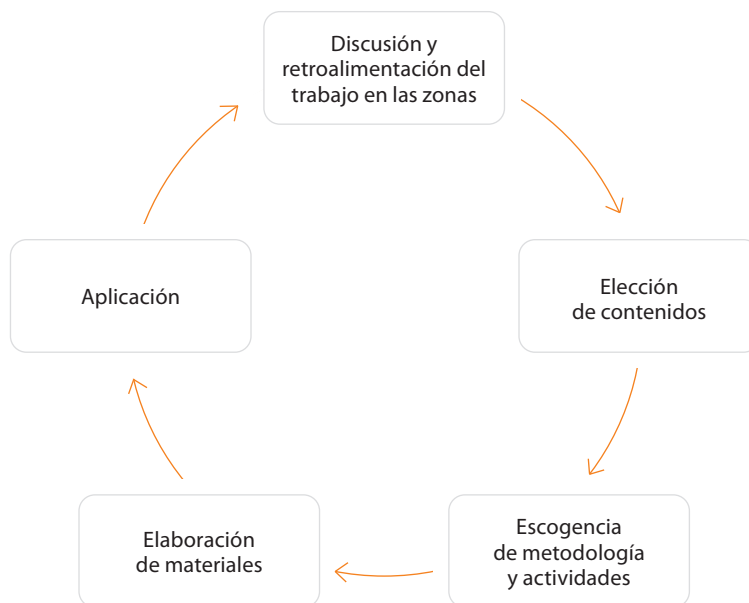 Discusión y
retroalimentación del
trabajo en las zonas
Elección
de contenidos
Escogencia
de metodología
y actividades
Elaboración
de materiales
Aplicación